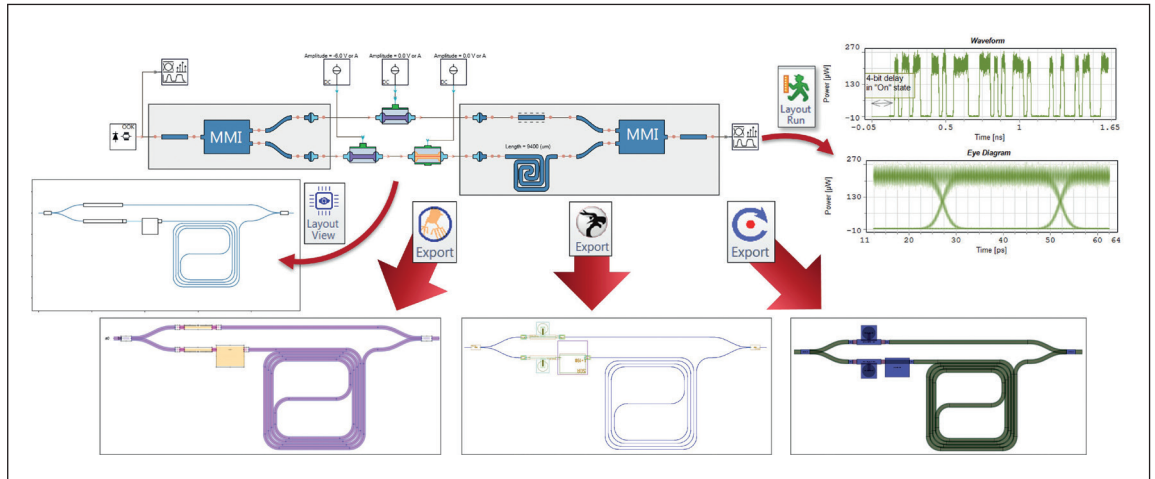 Amplitude = -6.0 V or A
Amplitude = 0.0 V or A
Amplitude = 0.0 V or A
DC
DC
DC
OOK
MMI
Length = 9400 (um)
MMI
Layout
Run
Waveform
Power [µW]
270
130
-10
4-bit delay
in "On" state
-0.05
0.5
1
1.65
Time [ns]
Eye Diagram
Power [µW]
270
130
-10
11
20
30
40
50
60
64
Time [ps]
Layout
View
Export
Export
Export